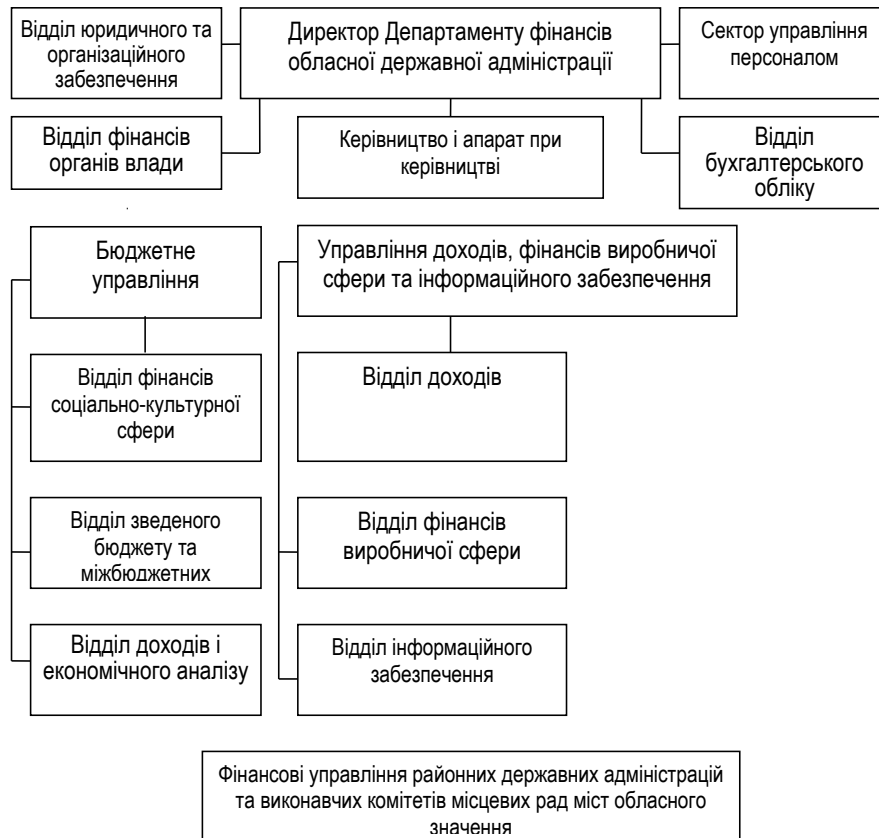 Відділ юридичного та
організаційного
забезпечення
Директор Департаменту фінансів
обласної державної адміністрації
Сектор управління
персоналом
Відділ фінансів
органів влади
Керівництво і апарат при
керівництві
Відділ
бухгалтерського
обліку
Бюджетне
управління
Управління доходів, фінансів виробничої
сфери та інформаційного забезпечення
Відділ фінансів
соціально-культурної
сфери
Відділ доходів
Відділ зведеного
бюджету та
міжбюджетних
Відділ фінансів
виробничої сфери
Відділ доходів і
економічного аналізу
Відділ інформаційного
забезпечення
Фінансові управління районних державних адміністрацій
та виконавчих комітетів місцевих рад міст обласного
значення